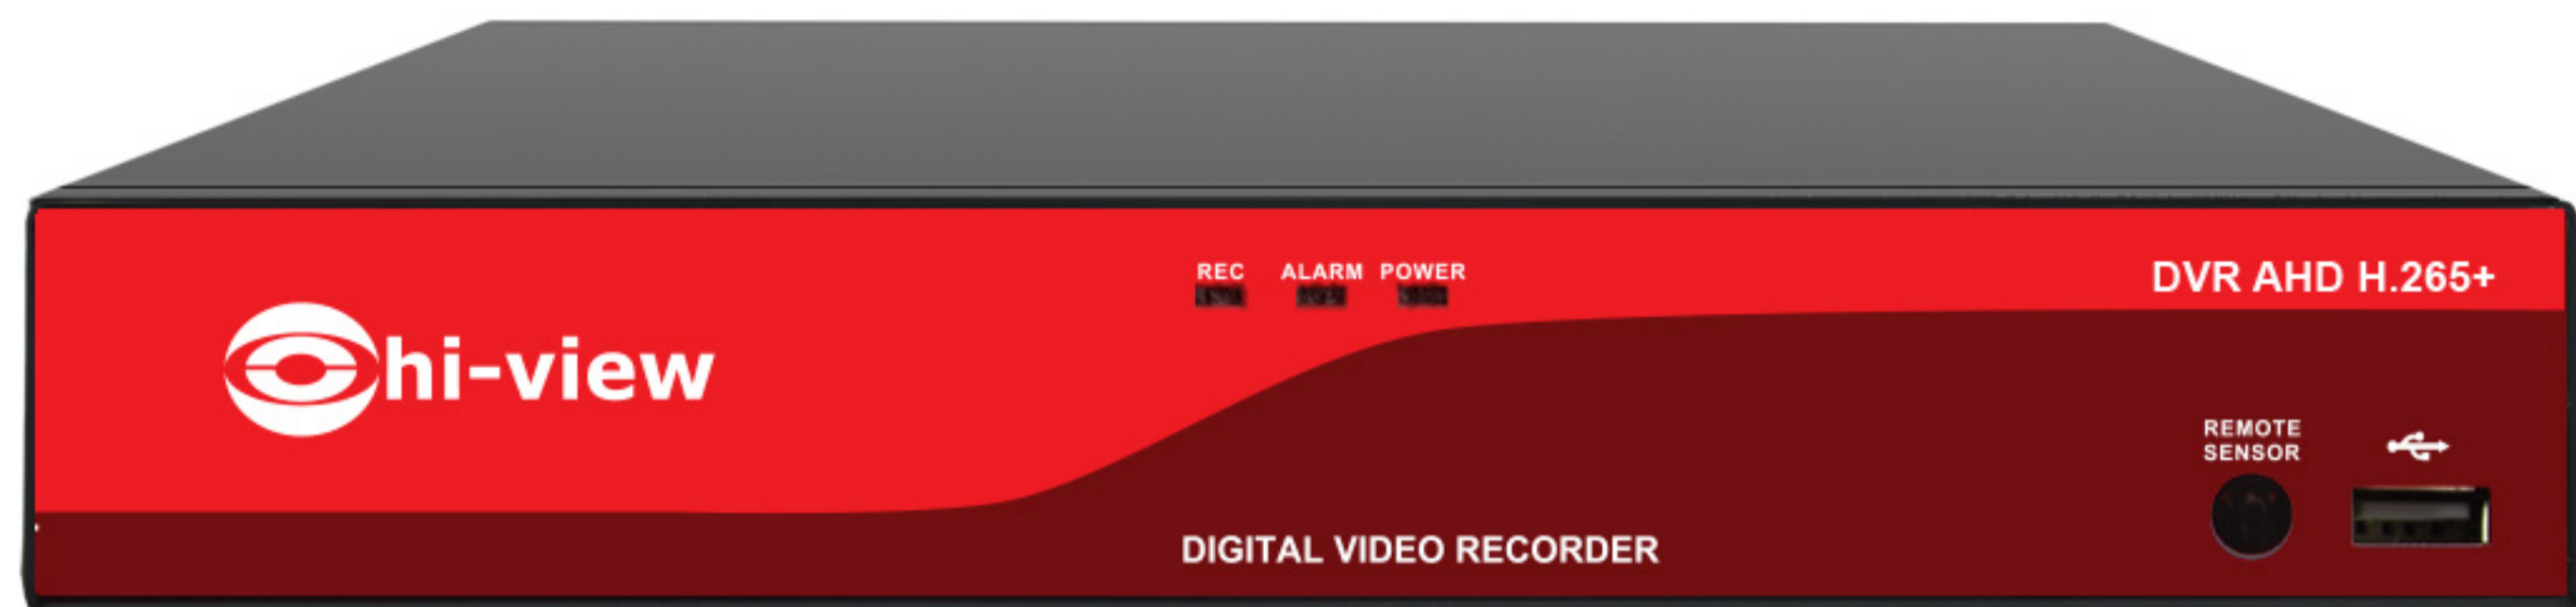 REC ALARM POWER
DVR AHD H.265+
hi-view
REMOTE
SENSOR
DIGITAL VIDEO RECORDER